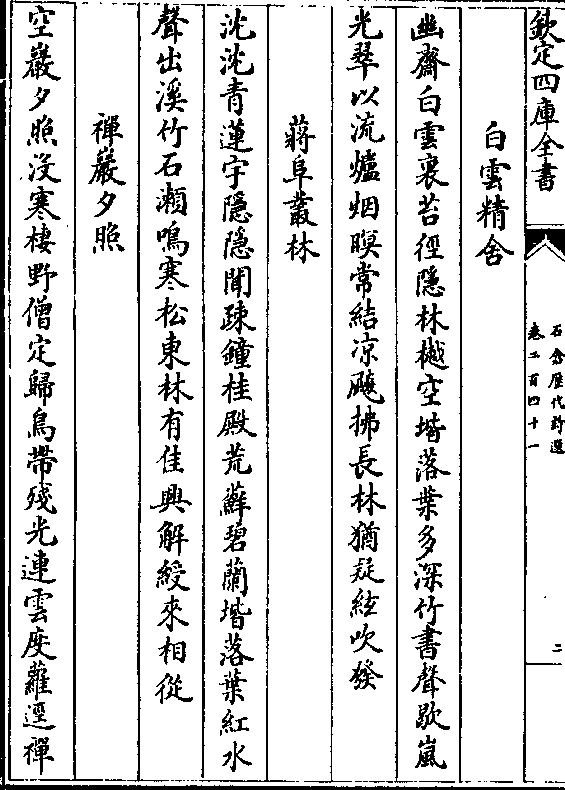 欽定四庫全書
石倉歷代詩選
卷二百四十一
二
白雲精舍
幽齋白雲裏苔徑隱林樾空堦落葉多深竹書聲歇嵐
光翠以流爐烟暝常結凉飇拂長林猶疑絃吹發
蔣阜叢林
沈沈青蓮宇隱隱聞疎鐘桂殿荒蘚碧蘭堦落葉紅水
聲出溪竹石瀨鳴寒松東林有佳興解綬來相從
禪巖夕照
空巖夕照沒寒棲野僧定歸鳥帶殘光連雲度蘿逕禪